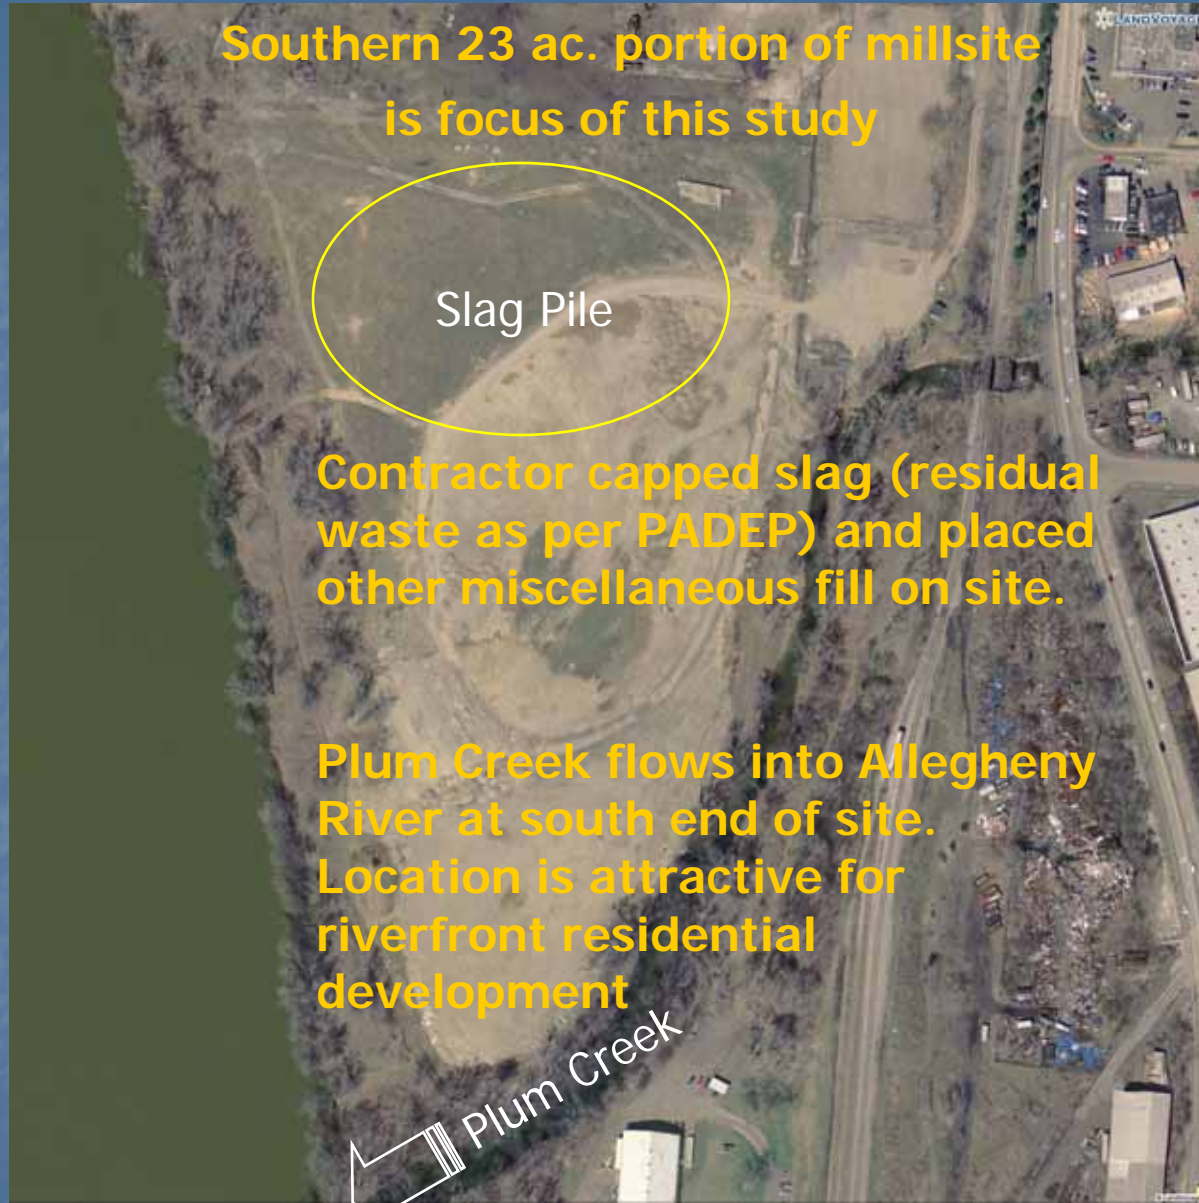 LANDVOYAGE
Southern 23 ac. portion of millsite
is focus of this study
Slag Pile
Contractor capped slag (residual
waste as per PADEP) and placed
other miscellaneous fill on site.
Plum Creek flows into Allegheny
River at south end of site.
Location is attractive for
riverfront residential
development
Plum Creek